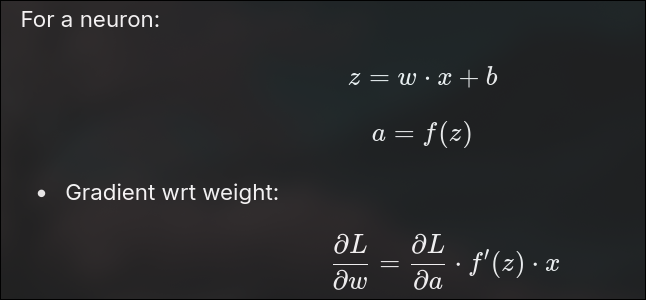 For a neuron:
z = w · x + b
a = f(z)
• Gradient wrt weight:
∂L/∂w = ∂L/∂a · f′(z) · x